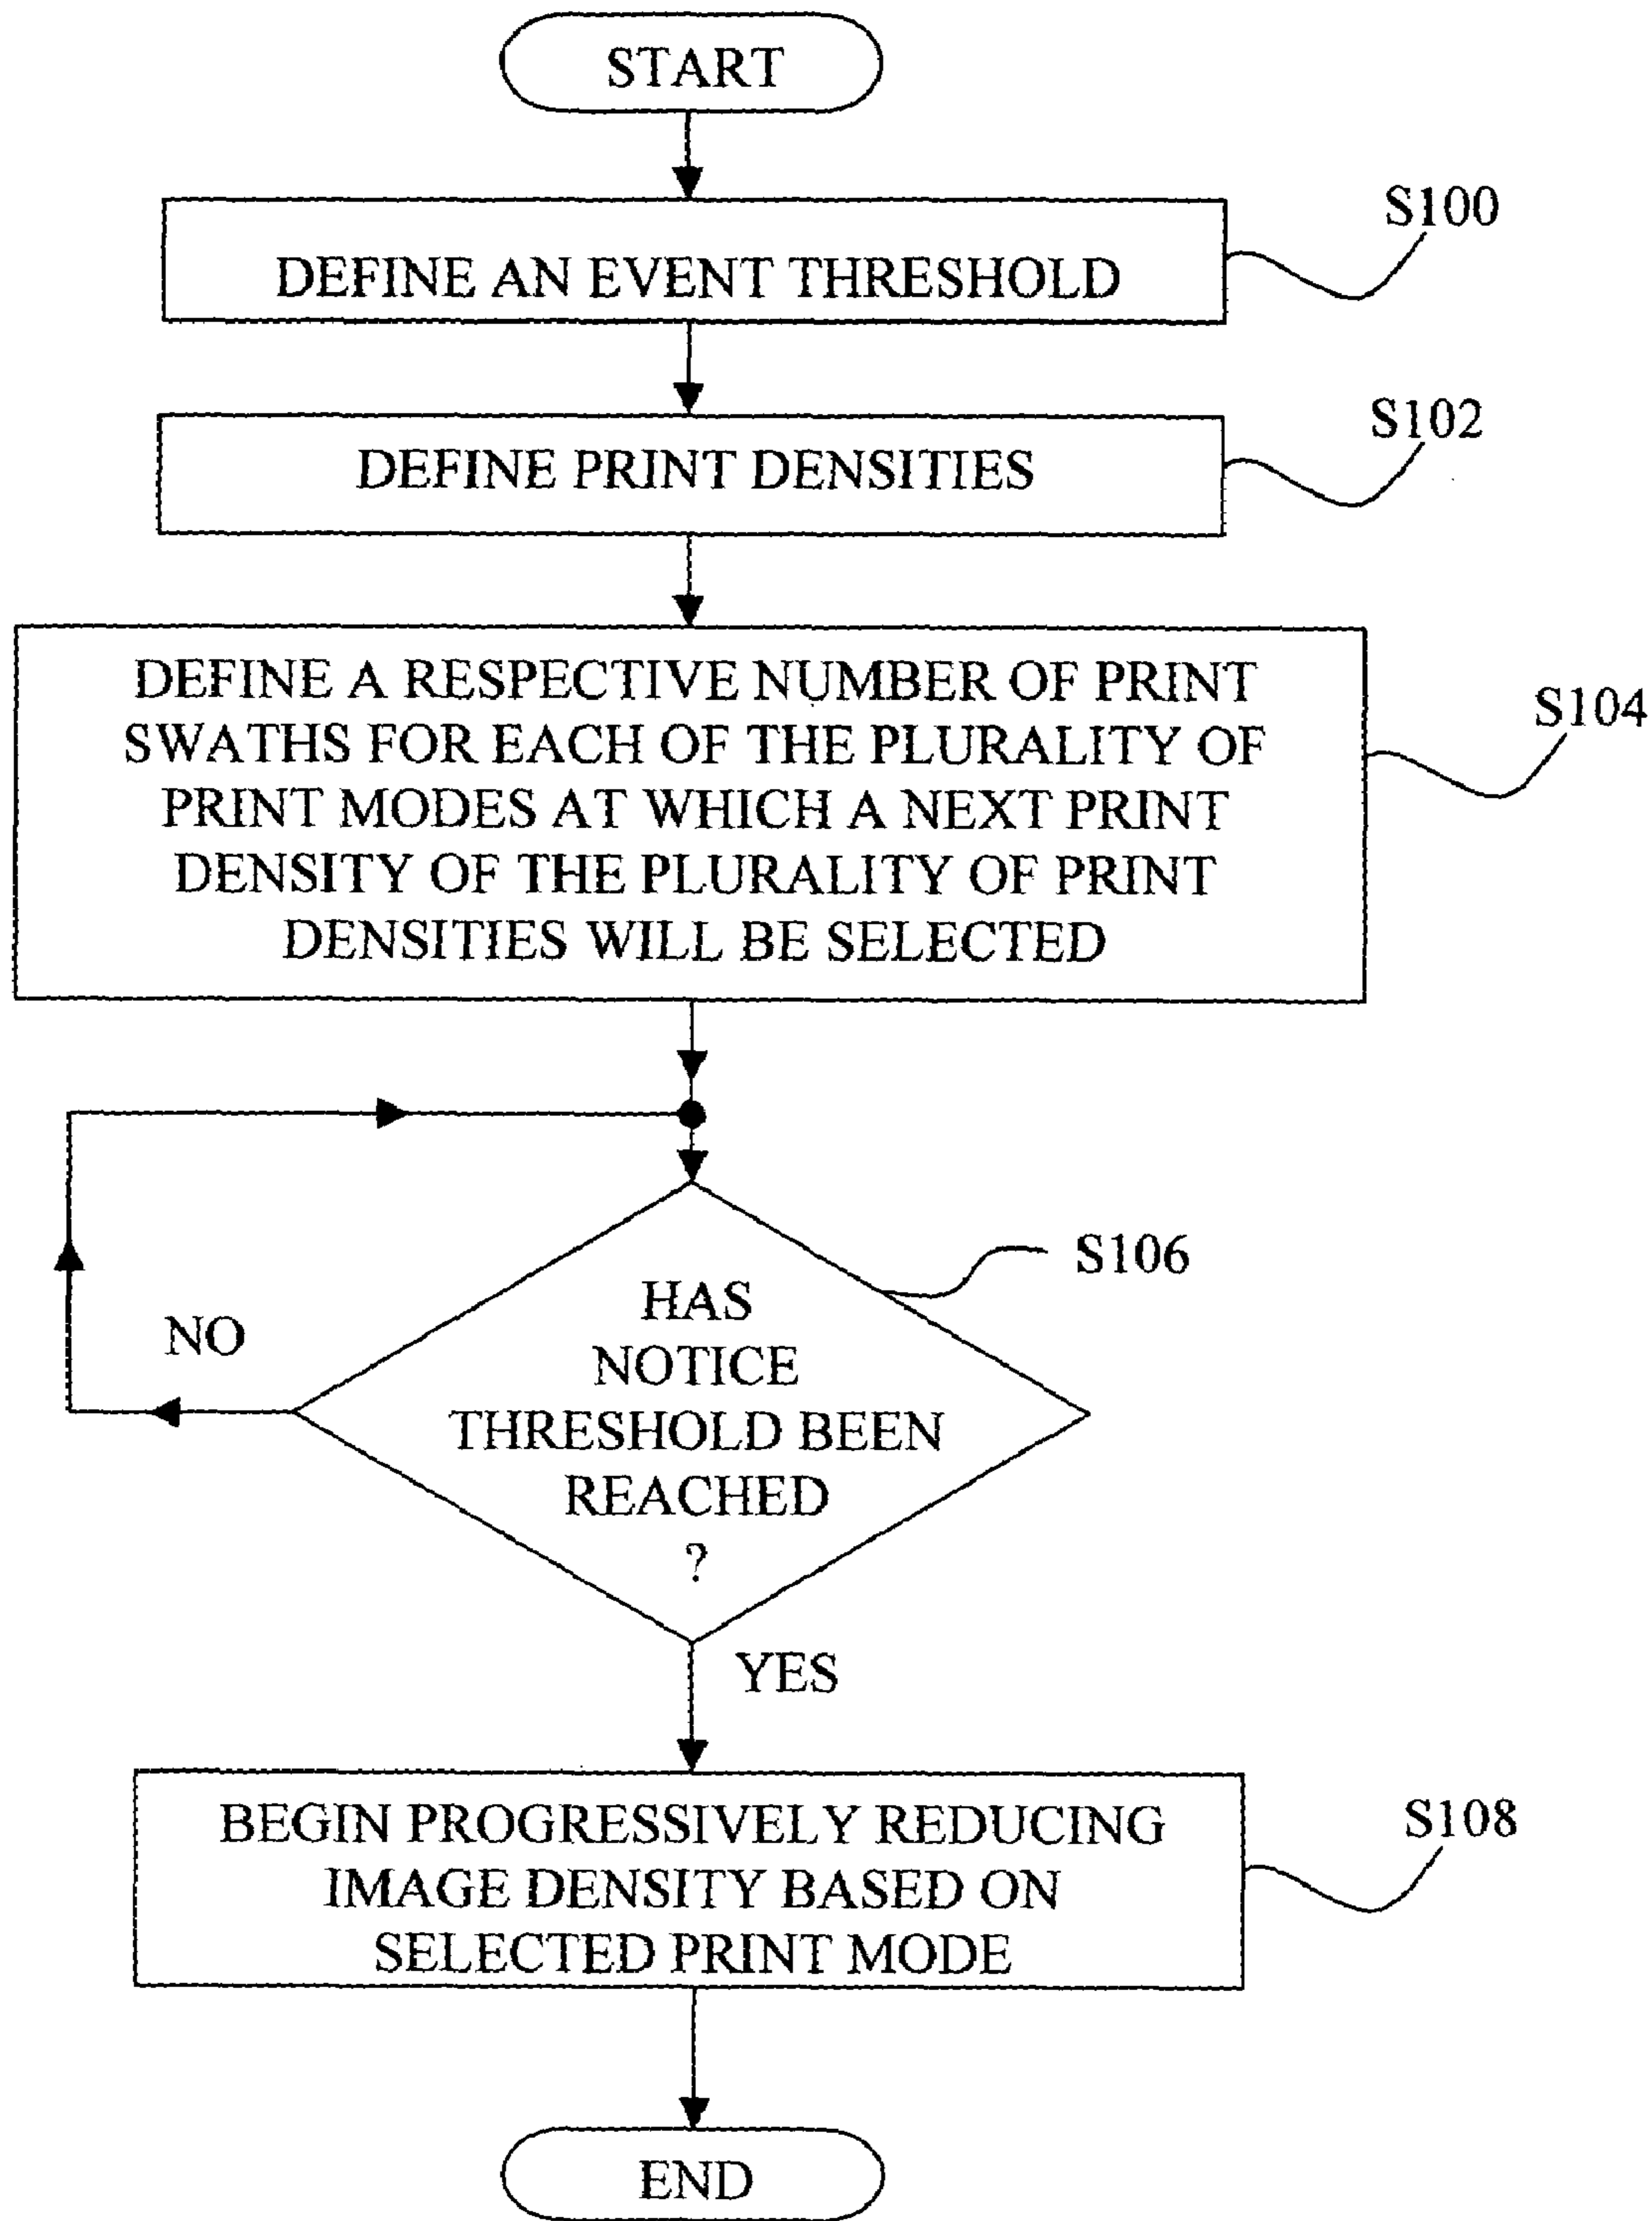 START
S100
DEFINE AN EVENT THRESHOLD
S102
DEFINE PRINT DENSITIES
DEFINE A RESPECTIVE NUMBER OF PRINT
SWATHS FOR EACH OF THE PLURALITY OF
PRINT MODES AT WHICH A NEXT PRINT
DENSITY OF THE PLURALITY OF PRINT
DENSITIES WILL BE SELECTED
S104
S106
HAS
NOTICE
THRESHOLD BEEN
REACHED
?
NO
YES
BEGIN PROGRESSIVELY REDUCING
IMAGE DENSITY BASED ON
SELECTED PRINT MODE
S108
END